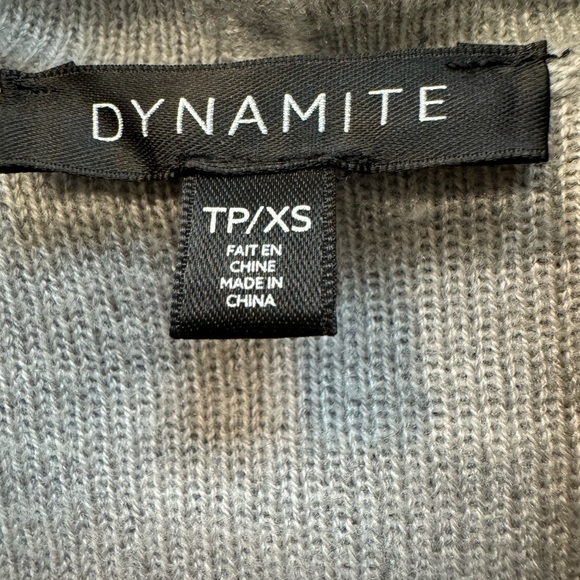 DYNAMITE
TP/XS
FAIT EN
CHINE
MADE IN
CHINA